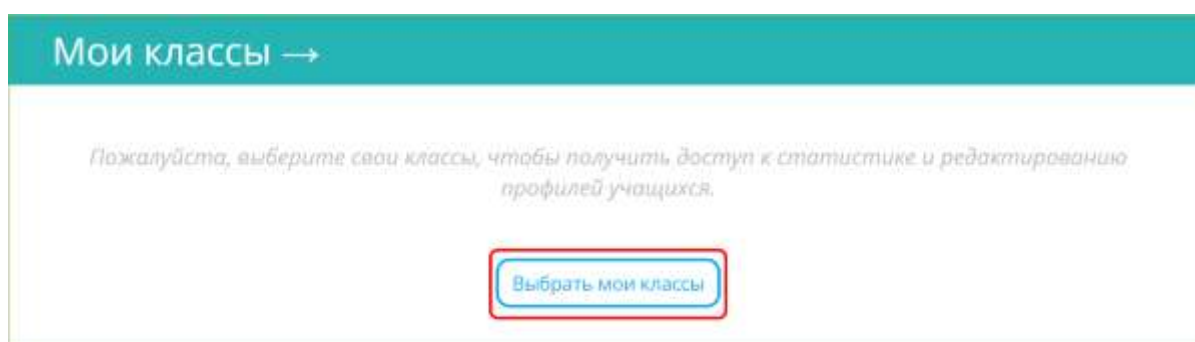 Мои классы →
Пожалуйста, выберите свои классы, чтобы получить доступ к статистике и редактированию
профилей учащихся.
Выбрать мои классы